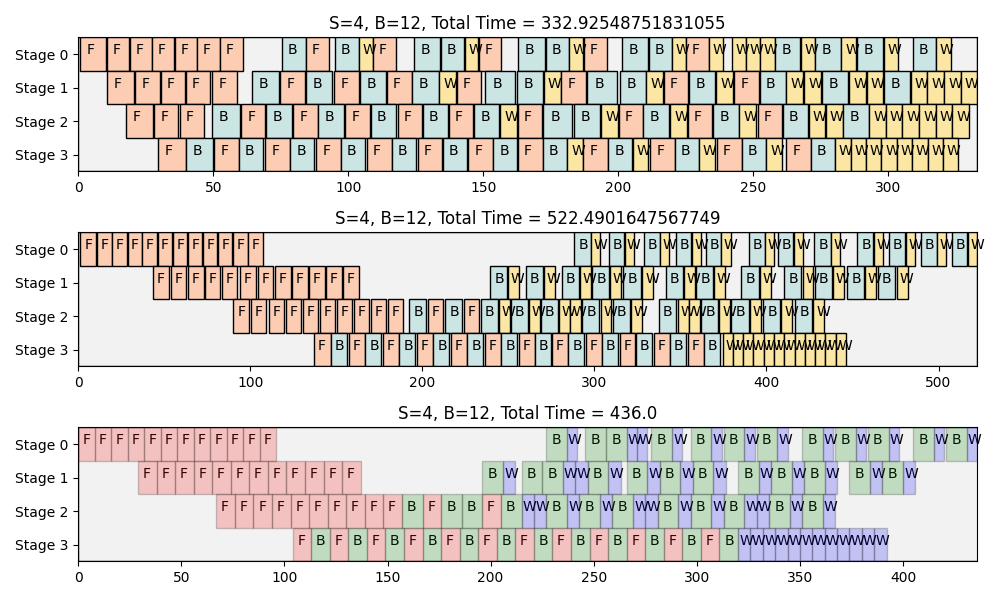 S=4, B=12, Total Time = 332.92548751831055
Stage 0 F F F F F F F B F B W F B B W F B B W F B B W F W W W W B W B W B W B W
Stage 1 F F F F F B F B F B F B W F B B W F B B W F B W F B W W B W W B W W W W
Stage 2 F F F B F B F B F B F B F B W F B B W F B W F B W F B W W B W W W W W W
Stage 3 F B F B F B F B F B F B F B W F B W F B W F B W F B W W W W W W W W
0 50 100 150 200 250 300
S=4, B=12, Total Time = 522.4901647567749
Stage 0 F F F F F F F F F F F F B W B W B W B W B W B W B W B W B W B W B W B W
Stage 1 F F F F F F F F F F F F B W B W B W B W B W B W B W B W B W B W B W B W
Stage 2 F F F F F F F F F F B F B F B W B W B W W B W B W B W W B W B W B W B W
Stage 3 F B F B F B F B F B F B F B F B F B F B F B F B W W W W W W W W W W W W
0 100 200 300 400 500
S=4, B=12, Total Time = 436.0
Stage 0 F F F F F F F F F F F F B W B B W W B W B W B W B W B W B W B W B W B W
Stage 1 F F F F F F F F F F F F B W B B W W B W B W B W B W B W B W B W B W B W
Stage 2 F F F F F F F F F F B F B B F B W W B W B W B W W B W B W B W W B W B W
Stage 3 F B F B F B F B F B F B F B F B F B F B F B F B W W W W W W W W W W W W
0 50 100 150 200 250 300 350 400